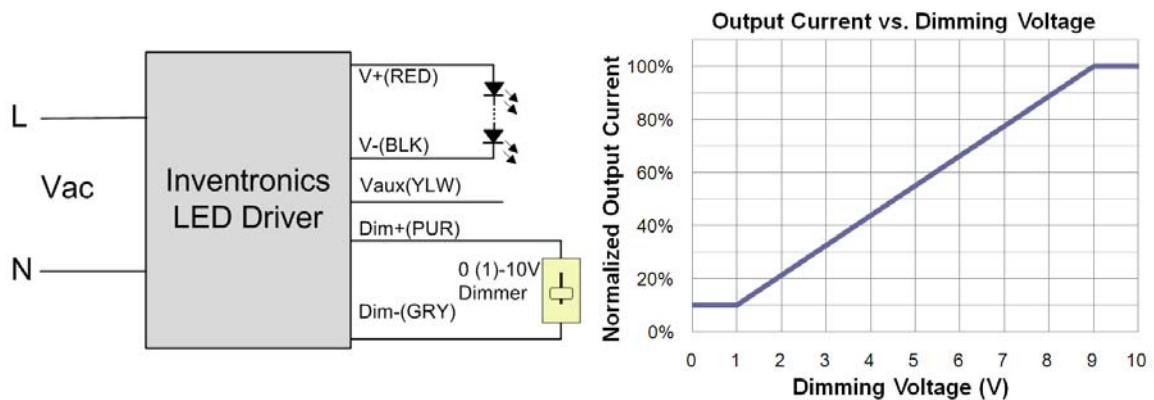 L
Vac
N
Inventronics
LED Driver
V+(RED)
V-(BLK)
Vaux(YLW)
Dim+(PUR)
0 (1)-10V
Dimmer
Dim-(GRY)
Output Current vs. Dimming Voltage
Normalized Output Current
100%
80%
60%
40%
20%
0%
0 1 2 3 4 5 6 7 8 9 10
Dimming Voltage (V)